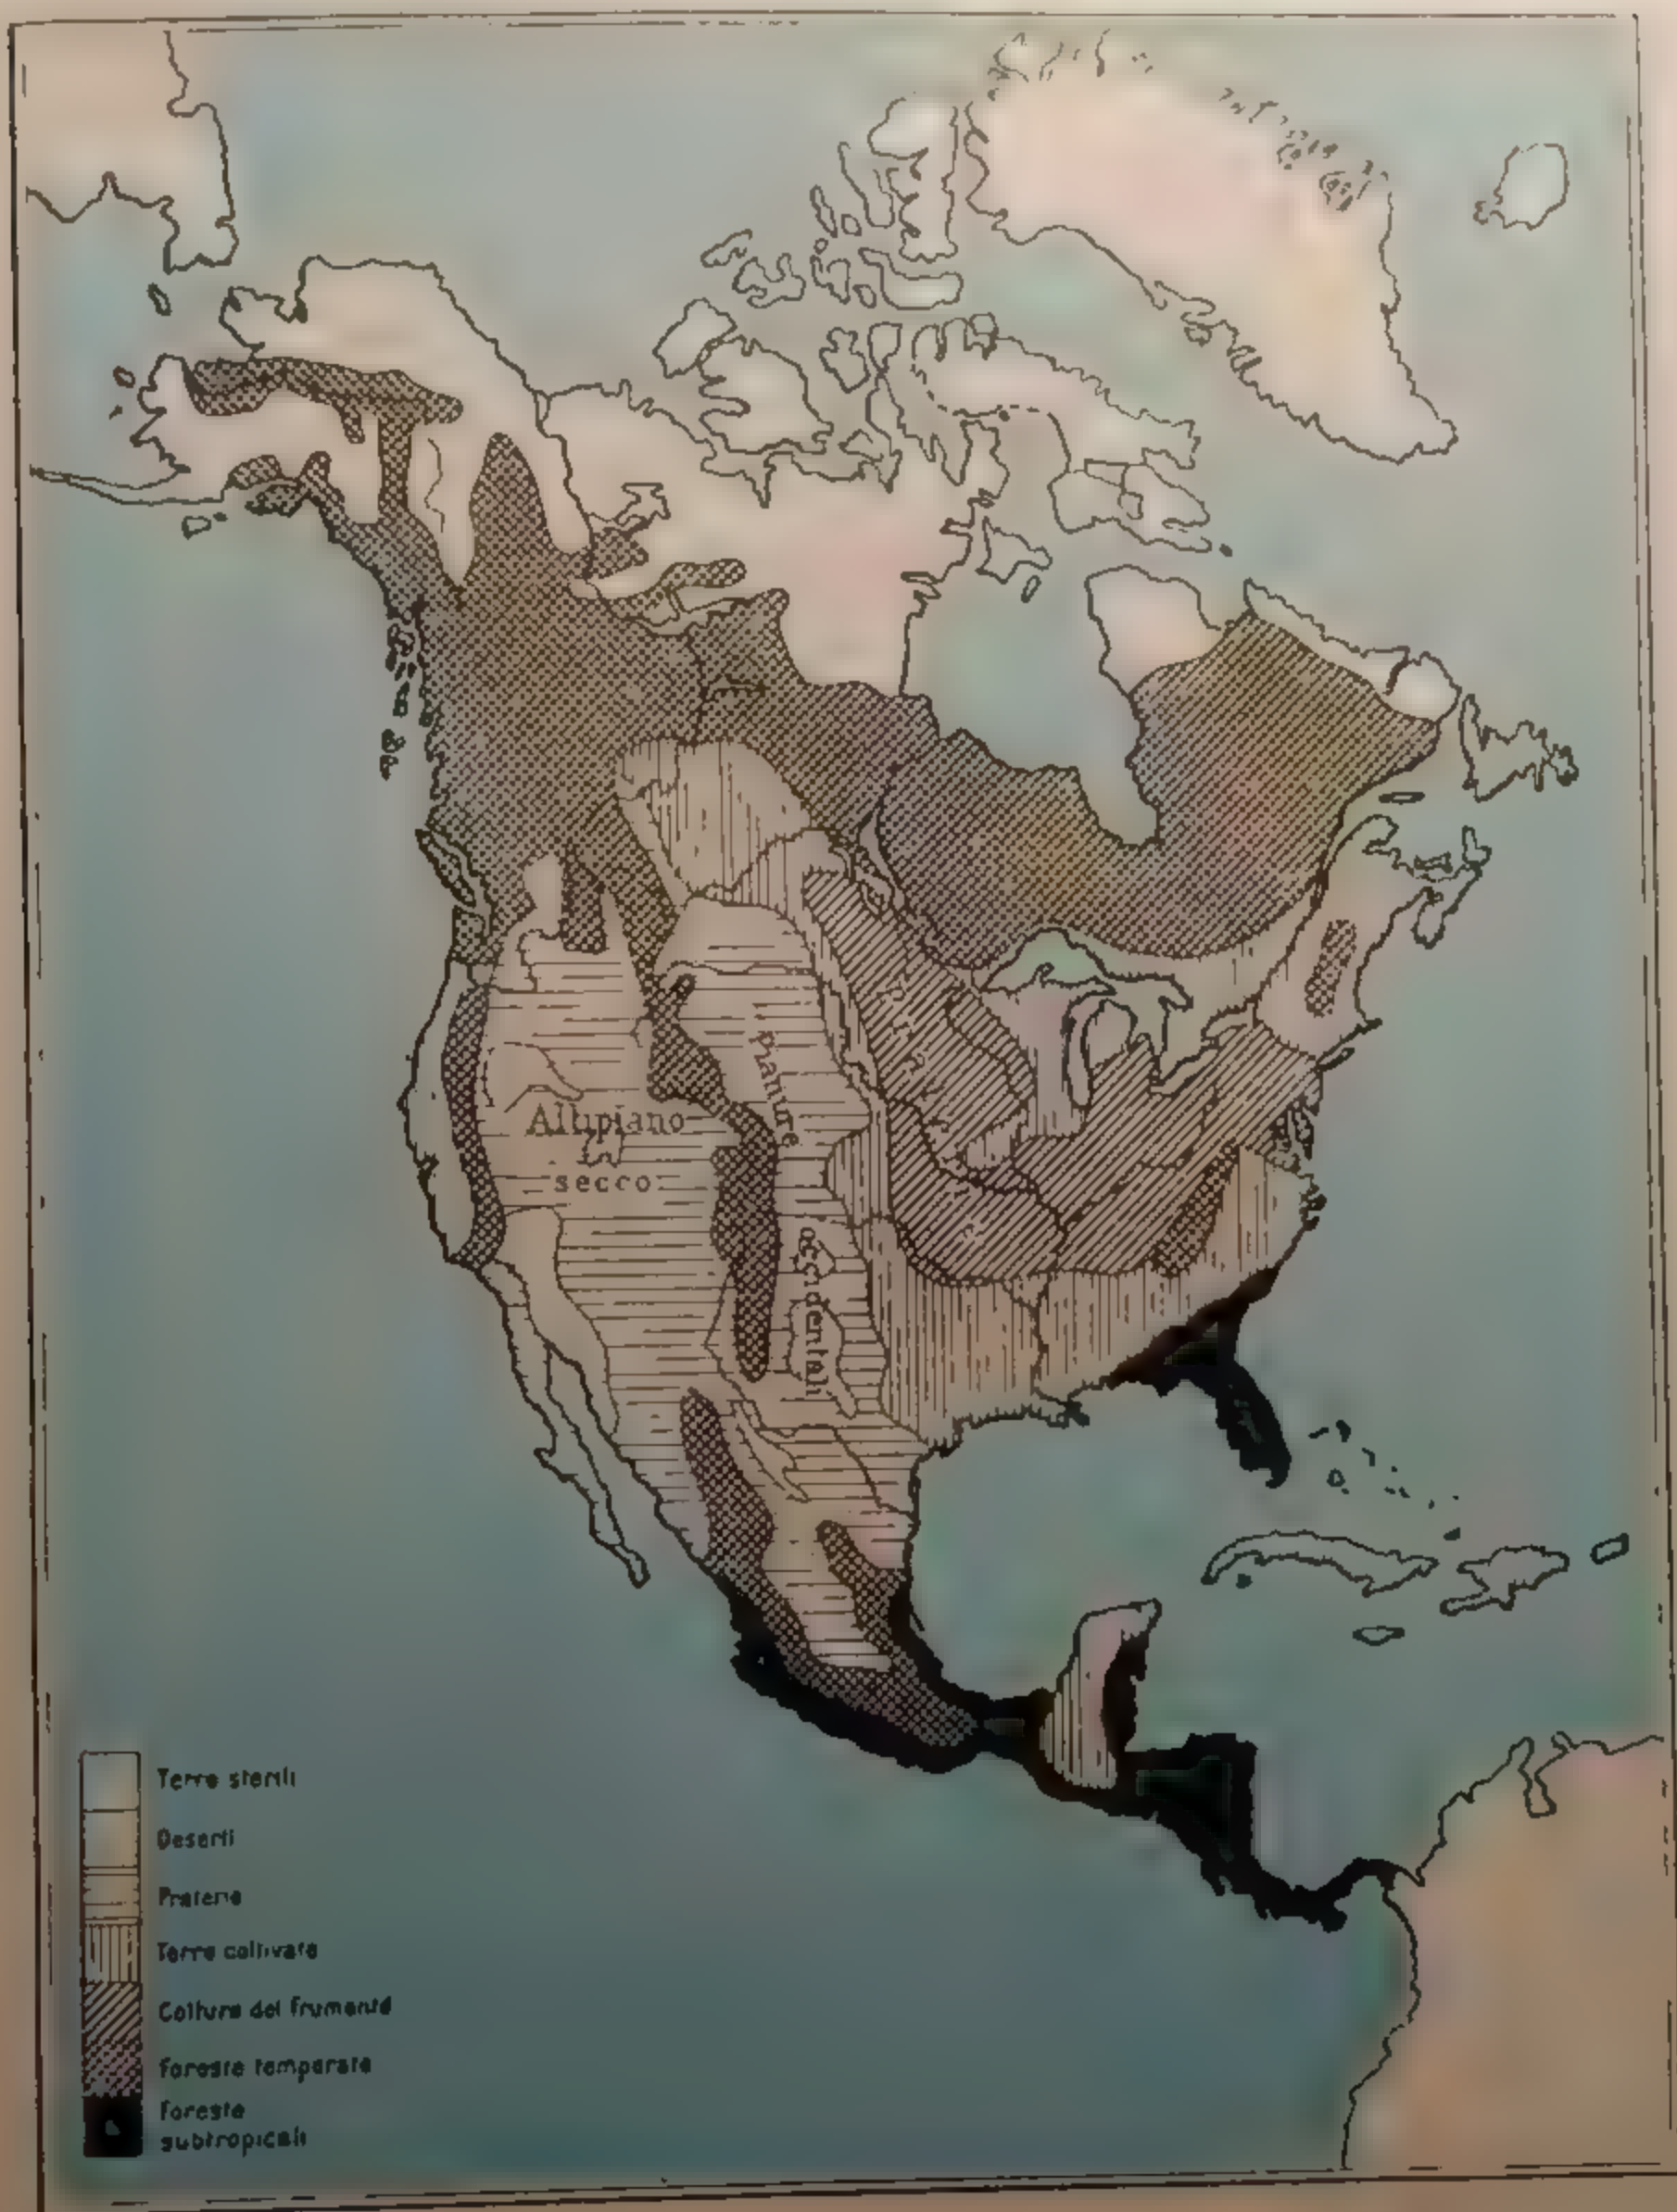 Altipiano
secco
Pianure
occidentali
Terre sterili
Deserti
Praterie
Terre coltivate
Colture del frumento
Foreste temperate
Foreste
subtropicali